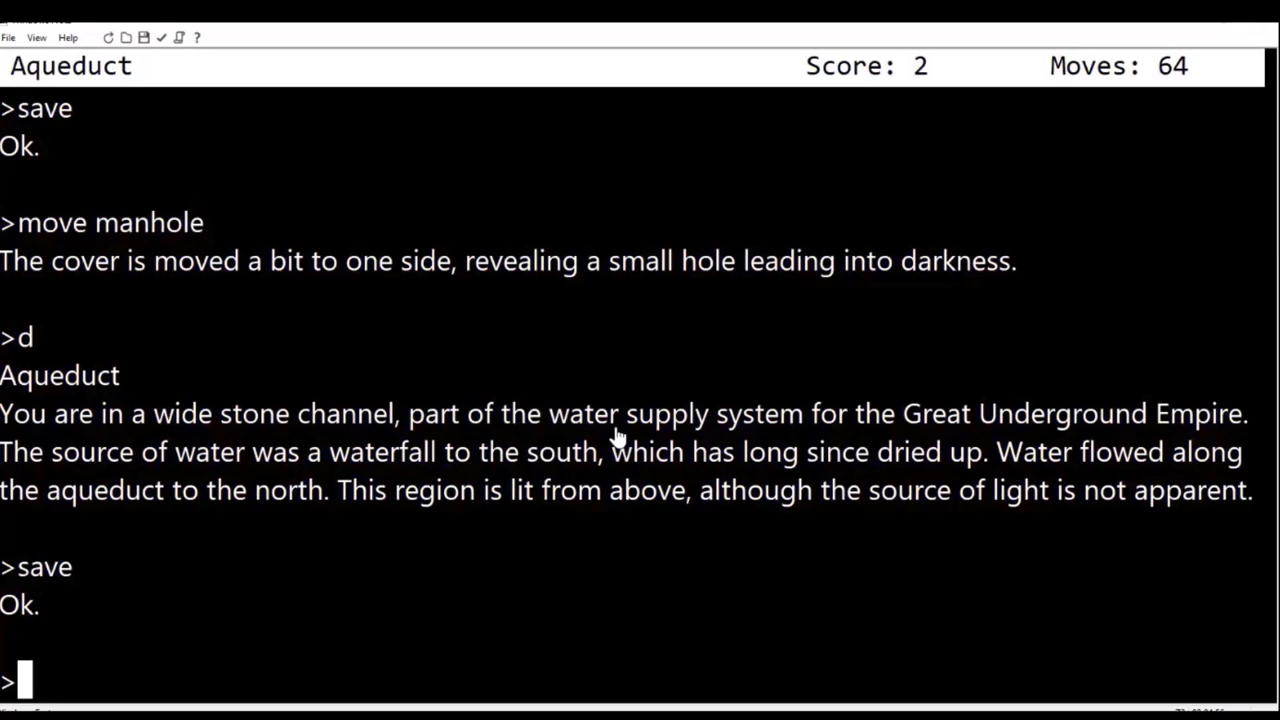 File View Help ?
Aqueduct Score: 2 Moves: 64
>save
Ok.
>move manhole
The cover is moved a bit to one side, revealing a small hole leading into darkness.
>d
Aqueduct
You are in a wide stone channel, part of the water supply system for the Great Underground Empire.
The source of water was a waterfall to the south, which has long since dried up. Water flowed along
the aqueduct to the north. This region is lit from above, although the source of light is not apparent.
>save
Ok.
>